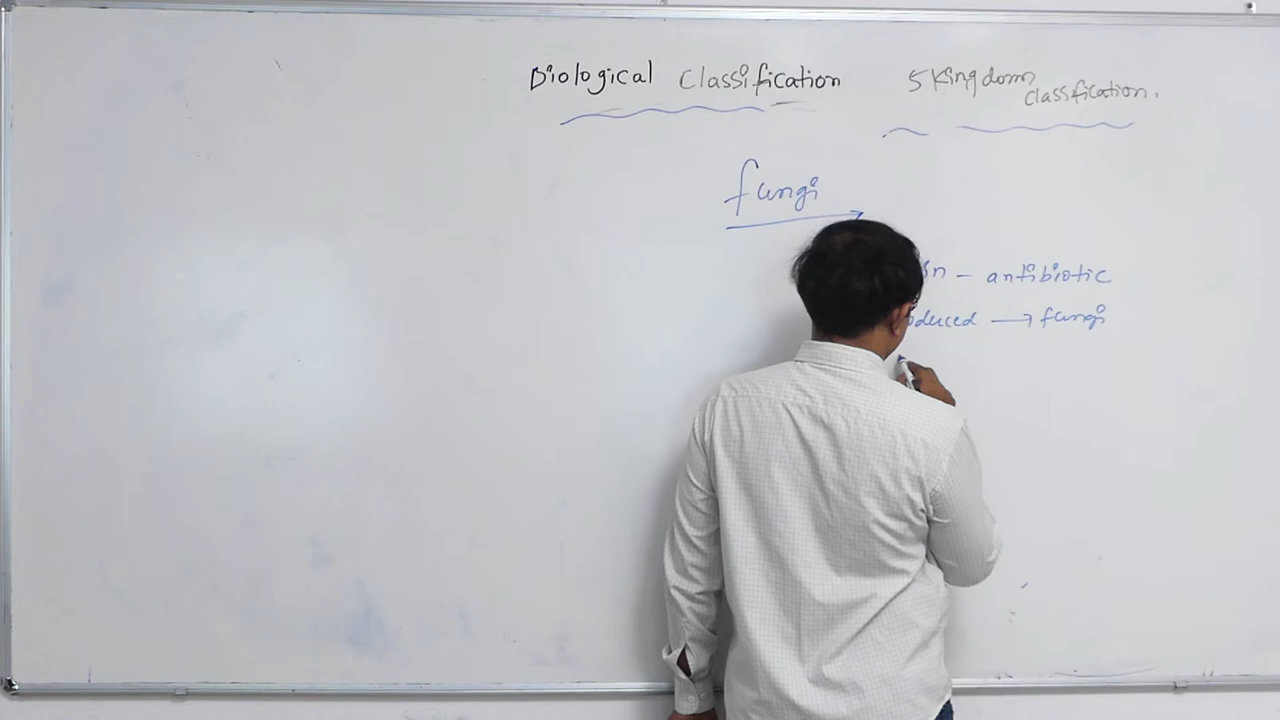 Biological Classification
5 Kingdom
classification.
fungi
- antibiotic
→ fungi